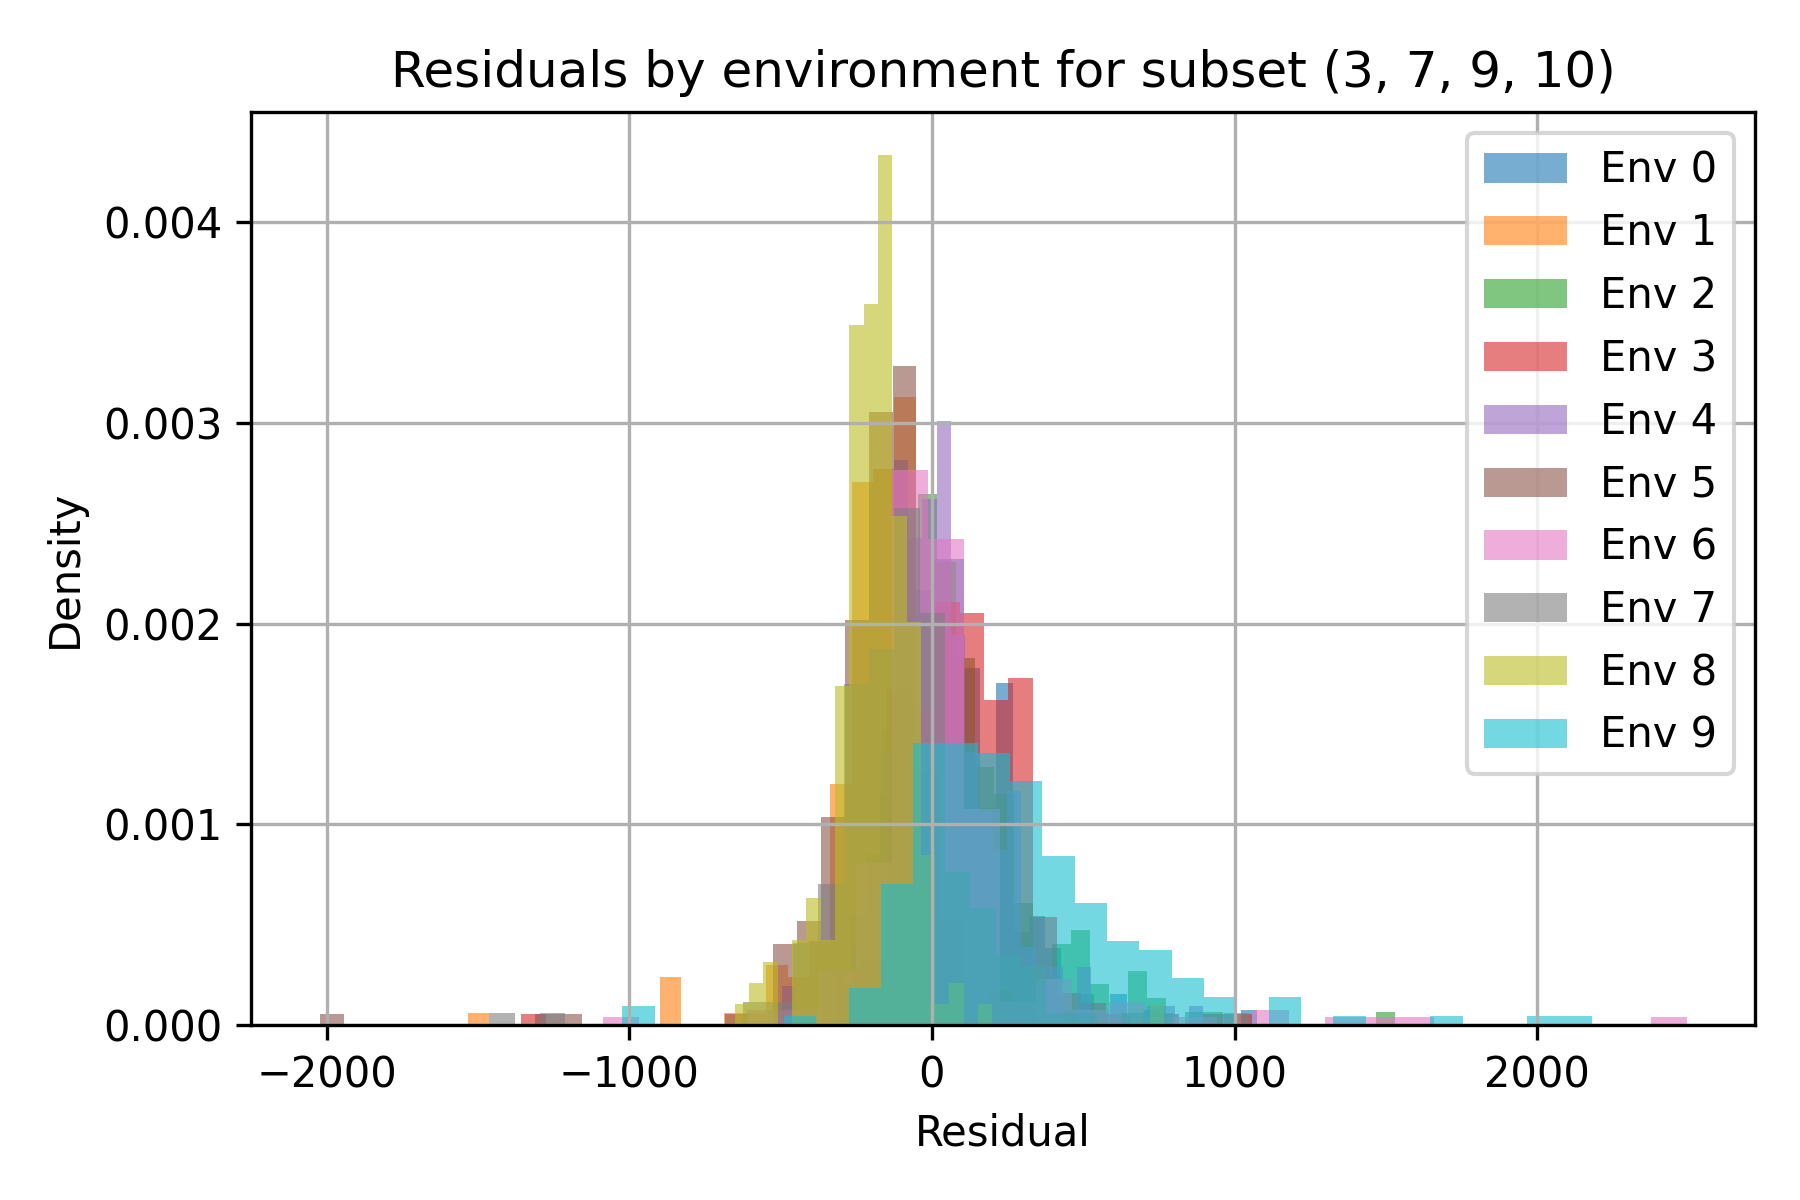 Residuals by environment for subset (3, 7, 9, 10)
Density
0.004
0.003
0.002
0.001
0.000
−2000
−1000
0
1000
2000
Residual
Env 0
Env 1
Env 2
Env 3
Env 4
Env 5
Env 6
Env 7
Env 8
Env 9